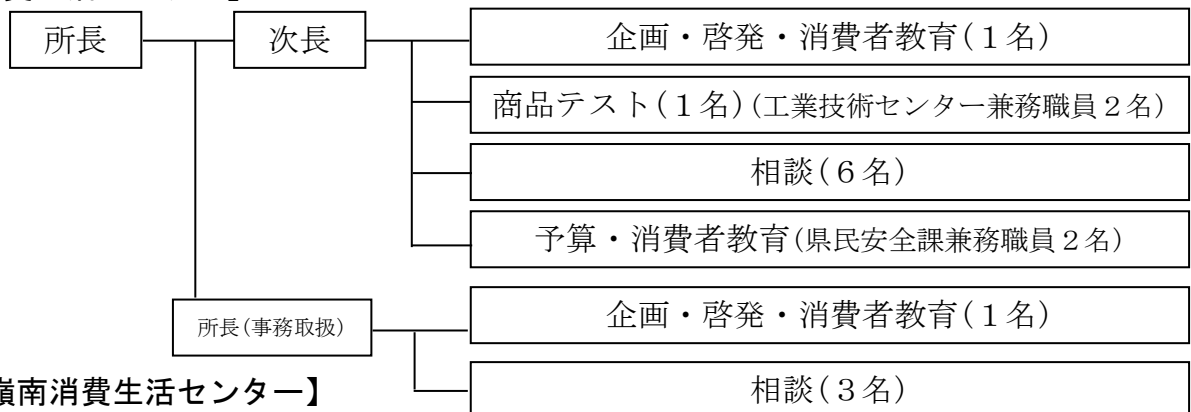 所長
次長
企画・啓発・消費者教育(1名)
商品テスト(1名)(工業技術センター兼務職員2名)
相談(6名)
予算・消費者教育(県民安全課兼務職員2名)
所長(事務取扱)
企画・啓発・消費者教育(1名)
相談(3名)
嶺南消費生活センター】